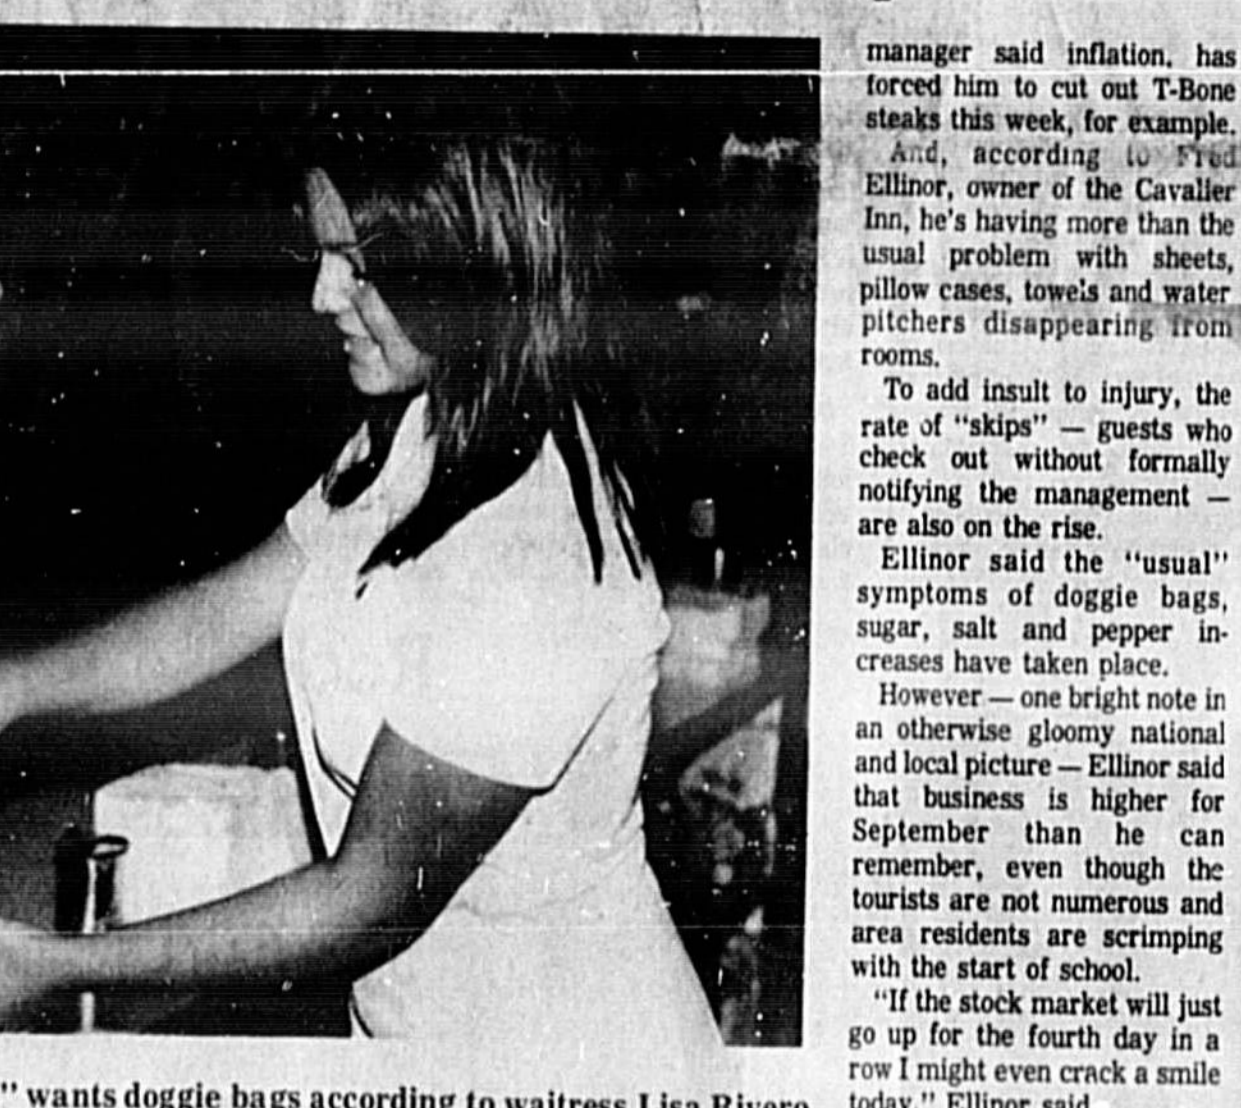 manager said inflation, has
forced him to cut out T-Bone
steaks this week, for example.
And, according to Fred
Ellinor, owner of the Cavalier
Inn, he's having more than the
usual problem with sheets,
pillow cases, towels and water
pitchers disappearing from
rooms.
To add insult to injury, the
rate of "skips" — guests who
check out without formally
notifying the management —
are also on the rise.
Ellinor said the "usual"
symptoms of doggie bags,
sugar, salt and pepper in-
creases have taken place.
However — one bright note in
an otherwise gloomy national
and local picture — Ellinor said
that business is higher for
September than he can
remember, even though the
tourists are not numerous and
area residents are scrimping
with the start of school.
"If the stock market will just
go up for the fourth day in a
row I might even crack a smile
today," Ellinor said.
" wants doggie bags according to waitress Lisa Rivero